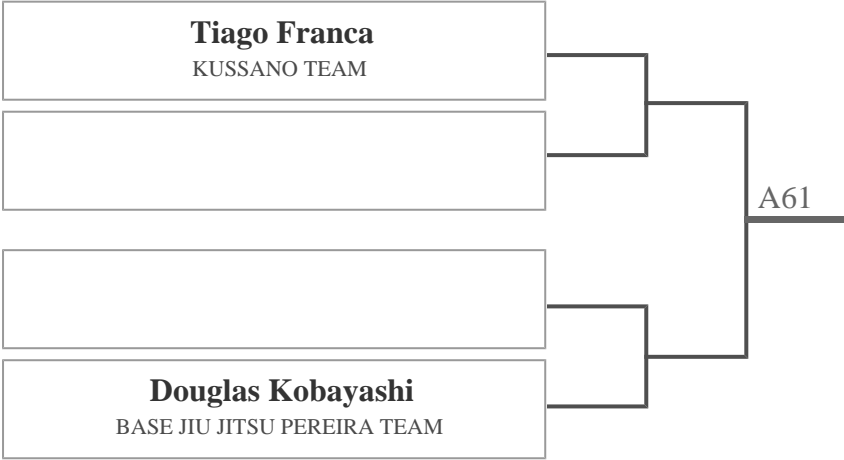 Tiago Franca
KUSSANO TEAM
A61
Douglas Kobayashi
BASE JIU JITSU PEREIRA TEAM